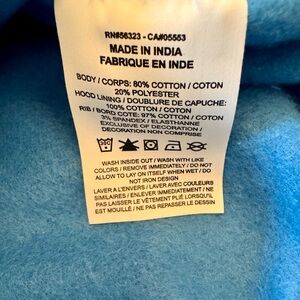 RN#56323 - CA#05553
MADE IN INDIA
FABRIQUE EN INDE
BODY / CORPS: 80% COTTON / COTON
20% POLYESTER
HOOD LINING / DOUBLURE DE CAPUCHE:
100% COTTON / COTON
RIB / BORD COTE: 97% COTTON / COTON
3% SPANDEX / ELASTHANNE
EXCLUSIVE OF DECORATION /
DECORATION NON COMPRISE
WASH INSIDE OUT / WASH WITH LIKE
COLORS / REMOVE IMMEDIATELY / DO NOT
ALLOW TO LAY ON ITSELF WHEN WET / DO
NOT IRON DESIGN
LAVER A L'ENVERS / LAVER AVEC COULEURS
SIMILAIRES / ENLEVER IMMEDIATEMENT / NE
PAS LAISSER LE VÊTEMENT PLIÉ LORSQU'IL
EST MOUILLÉ / NE PAS REPASSER LE DESSIN